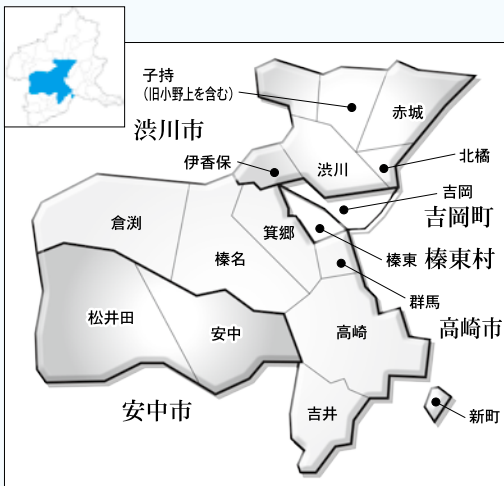 子持
（旧小野上を含む）
赤城
渋川市
北橘
伊香保
渋川
吉岡
吉岡町
倉渕
箕郷
榛名
榛東
榛東村
群馬
松井田
安中
高崎
高崎市
安中市
吉井
新町